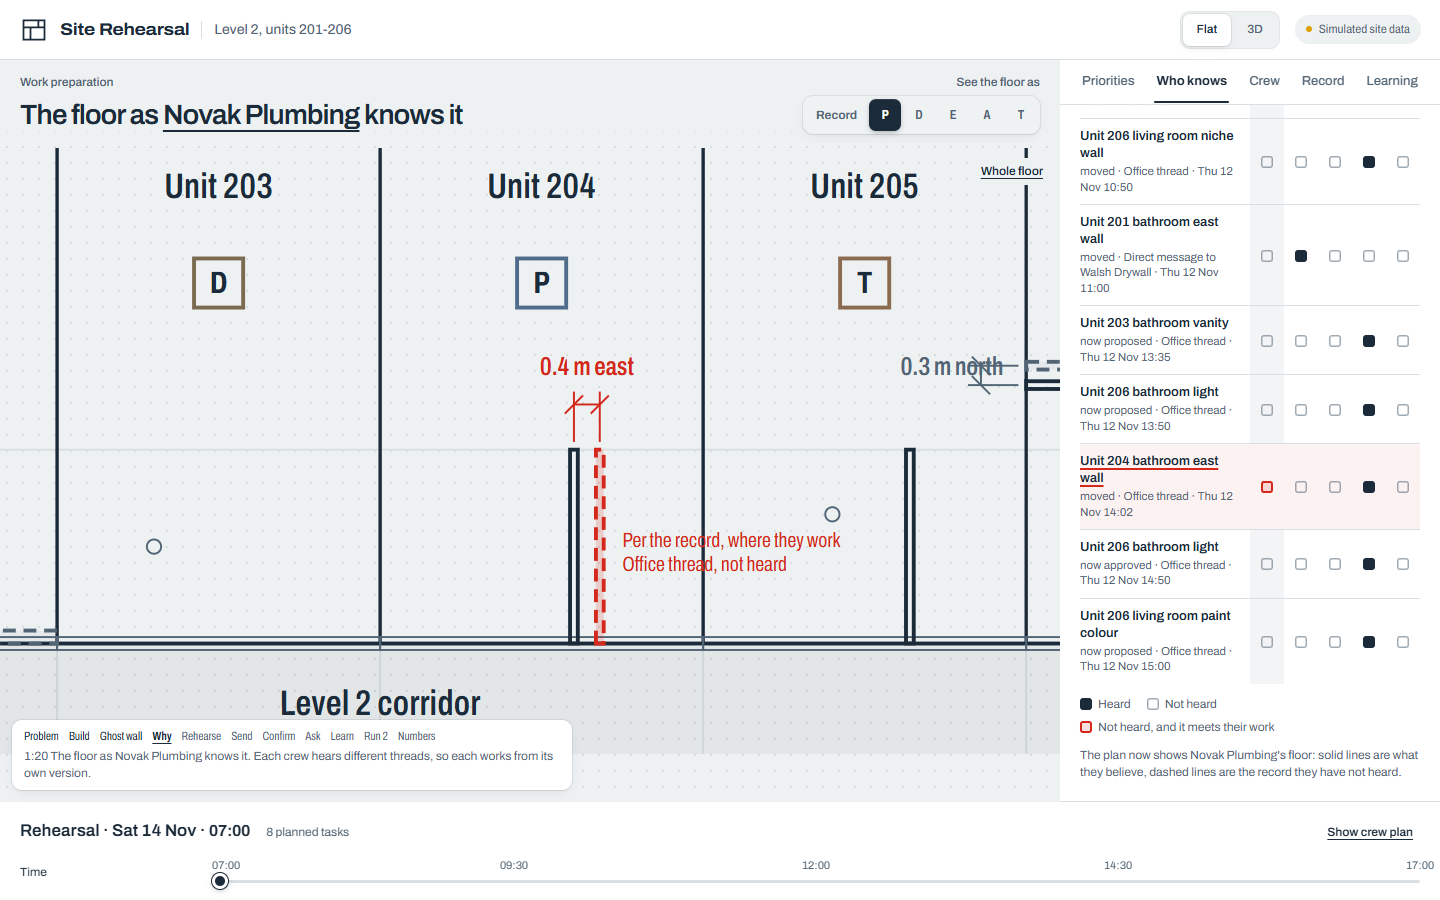 Site Rehearsal
Level 2, units 201-206
Flat
3D
Simulated site data
Work preparation
The floor as Novak Plumbing knows it
See the floor as
Record
P
D
E
A
T
Unit 203
Unit 204
Unit 205
Whole floor
D
P
T
0.4 m east
0.3 m north
Per the record, where they work
Office thread, not heard
Level 2 corridor
Problem
Build
Ghost wall
Why
Rehearse
Send
Confirm
Ask
Learn
Run 2
Numbers
1:20 The floor as Novak Plumbing knows it. Each crew hears different threads, so each works from its
own version.
Priorities
Who knows
Crew
Record
Learning
Unit 206 living room niche
wall
moved · Office thread · Thu 12
Nov 10:50
Unit 201 bathroom east
wall
moved · Direct message to
Walsh Drywall · Thu 12 Nov
11:00
Unit 203 bathroom vanity
now proposed · Office thread ·
Thu 12 Nov 13:35
Unit 206 bathroom light
now proposed · Office thread ·
Thu 12 Nov 13:50
Unit 204 bathroom east
wall
moved · Office thread · Thu 12
Nov 14:02
Unit 206 bathroom light
now approved · Office thread ·
Thu 12 Nov 14:50
Unit 206 living room paint
colour
now proposed · Office thread ·
Thu 12 Nov 15:00
Heard
Not heard
Not heard, and it meets their work
The plan now shows Novak Plumbing's floor: solid lines are what
they believe, dashed lines are the record they have not heard.
Rehearsal · Sat 14 Nov · 07:00
8 planned tasks
Show crew plan
Time
07:00
09:30
12:00
14:30
17:00